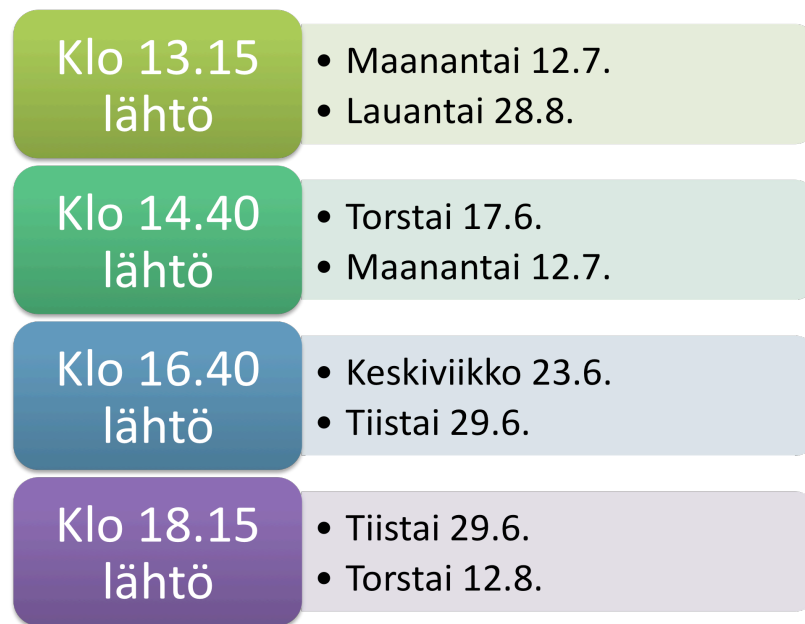 Klo 13.15
lähtö
• Maanantai 12.7.
• Lauantai 28.8.
Klo 14.40
lähtö
• Torstai 17.6.
• Maanantai 12.7.
Klo 16.40
lähtö
• Keskiviikko 23.6.
• Tiistai 29.6.
Klo 18.15
lähtö
• Tiistai 29.6.
• Torstai 12.8.